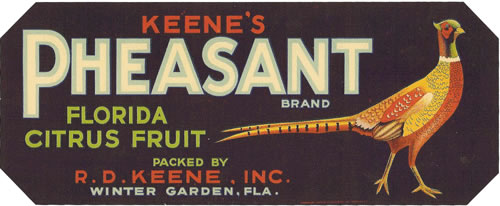 KEENE'S
PHEASANT
BRAND
FLORIDA
CITRUS FRUIT
PACKED BY
R. D. KEENE, INC.
WINTER GARDEN, FLA.